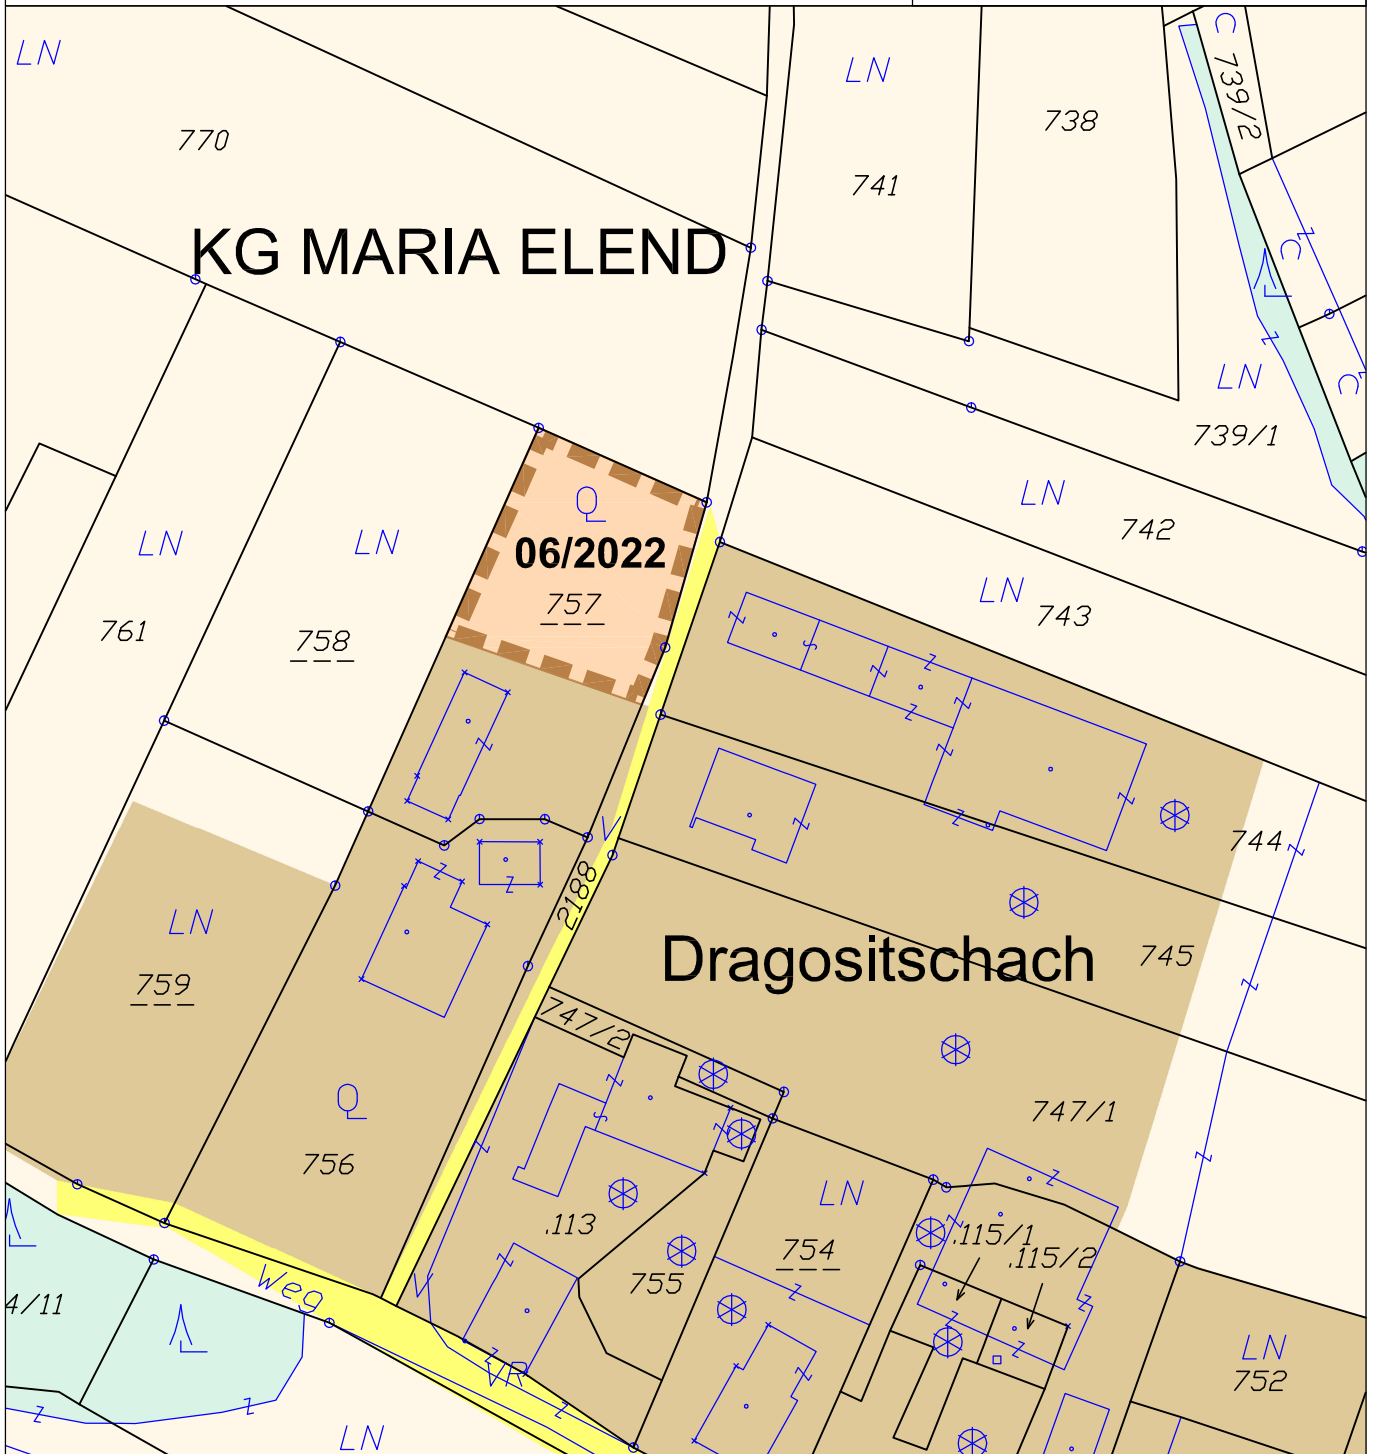 LN
C
739/2
LN
738
770
741
KG MARIA ELEND
C
LN
C
739/1
LN
Q
742
LN
LN
06/2022
LN
757
743
761
758
744
V
2188
LN
Dragositschach
745
759
747/2
Q
747/1
756
LN
.113
.115/1
754
.115/2
755
Weg
V
4/11
LN
VR
752
LN